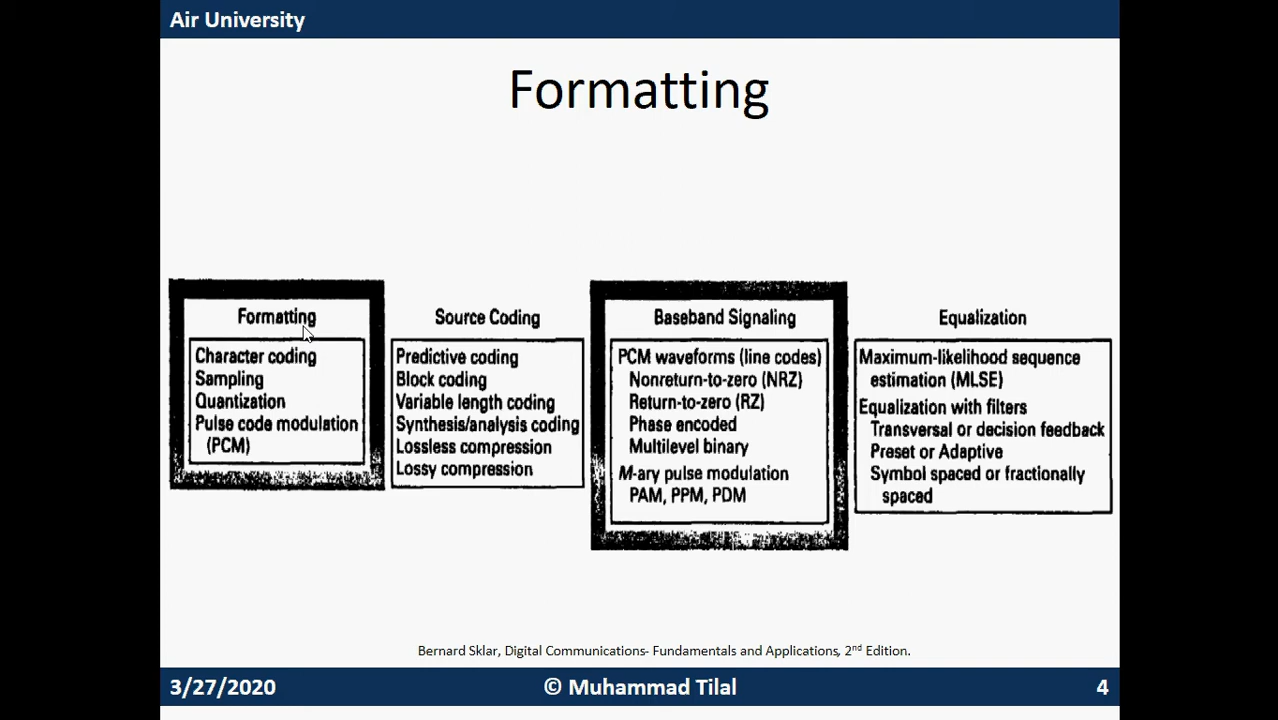 Air University
Formatting
Formatting
Character coding
Sampling
Quantization
Pulse code modulation
(PCM)
Source Coding
Predictive coding
Block coding
Variable length coding
Synthesis/analysis coding
Lossless compression
Lossy compression
Baseband Signaling
PCM waveforms (line codes)
Nonreturn-to-zero (NRZ)
Return-to-zero (RZ)
Phase encoded
Multilevel binary
M-ary pulse modulation
PAM, PPM, PDM
Equalization
Maximum-likelihood sequence
estimation (MLSE)
Equalization with filters
Transversal or decision feedback
Preset or Adaptive
Symbol spaced or fractionally
spaced
Bernard Sklar, Digital Communications- Fundamentals and Applications, 2nd Edition.
3/27/2020 © Muhammad Tilal 4